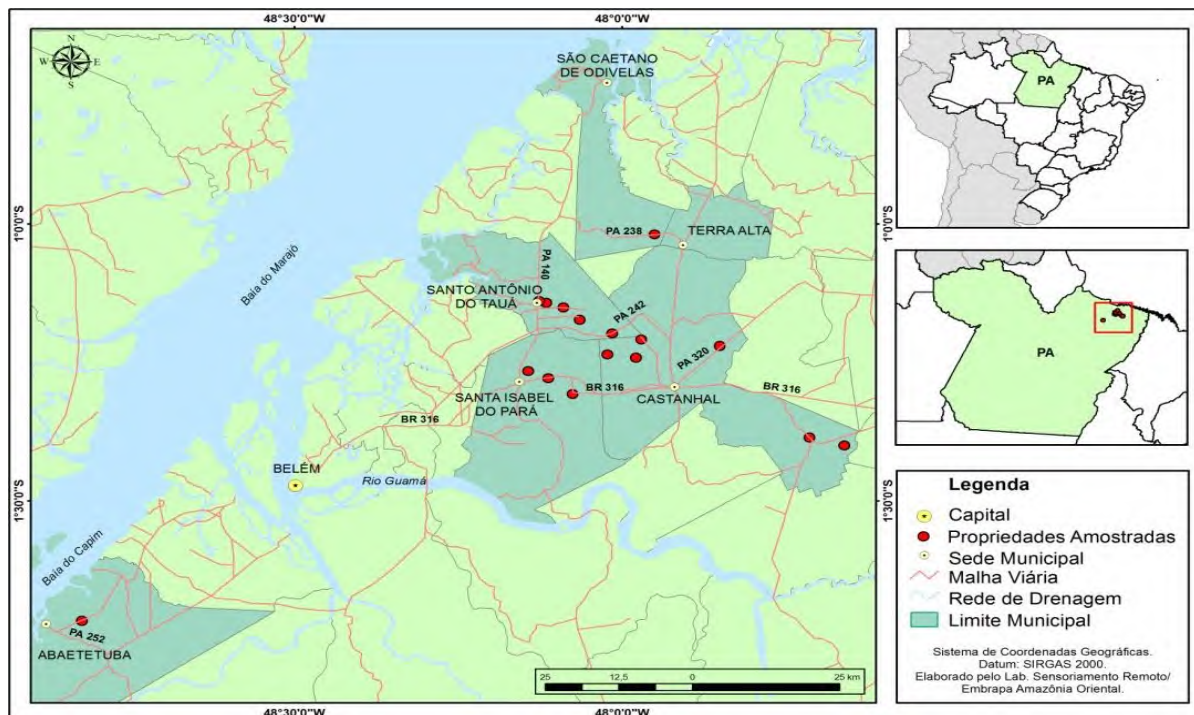 48°30'0"W
48°0'0"W
N
W
E
S
SÃO CAETANO
DE ODIVELAS
1°0'0"S
1°0'0"S
PA 238
TERRA ALTA
PA 140
Baía do Marajó
SANTO ANTÔNIO
DO TAUÁ
PA 242
PA 320
SANTA ISABEL
DO PARÁ
BR 316
CASTANHAL
BR 316
BR 316
BELÉM
Rio Guamá
1°30'0"S
1°30'0"S
Baía do Capim
PA 252
ABAETETUBA
25
12,5
0
25 km
48°30'0"W
48°0'0"W
PA
PA
Legenda
Capital
Propriedades Amostradas
Sede Municipal
Malha Viária
Rede de Drenagem
Limite Municipal
Sistema de Coordenadas Geográficas.
Datum: SIRGAS 2000.
Elaborado pelo Lab. Sensoriamento Remoto/
Embrapa Amazônia Oriental.